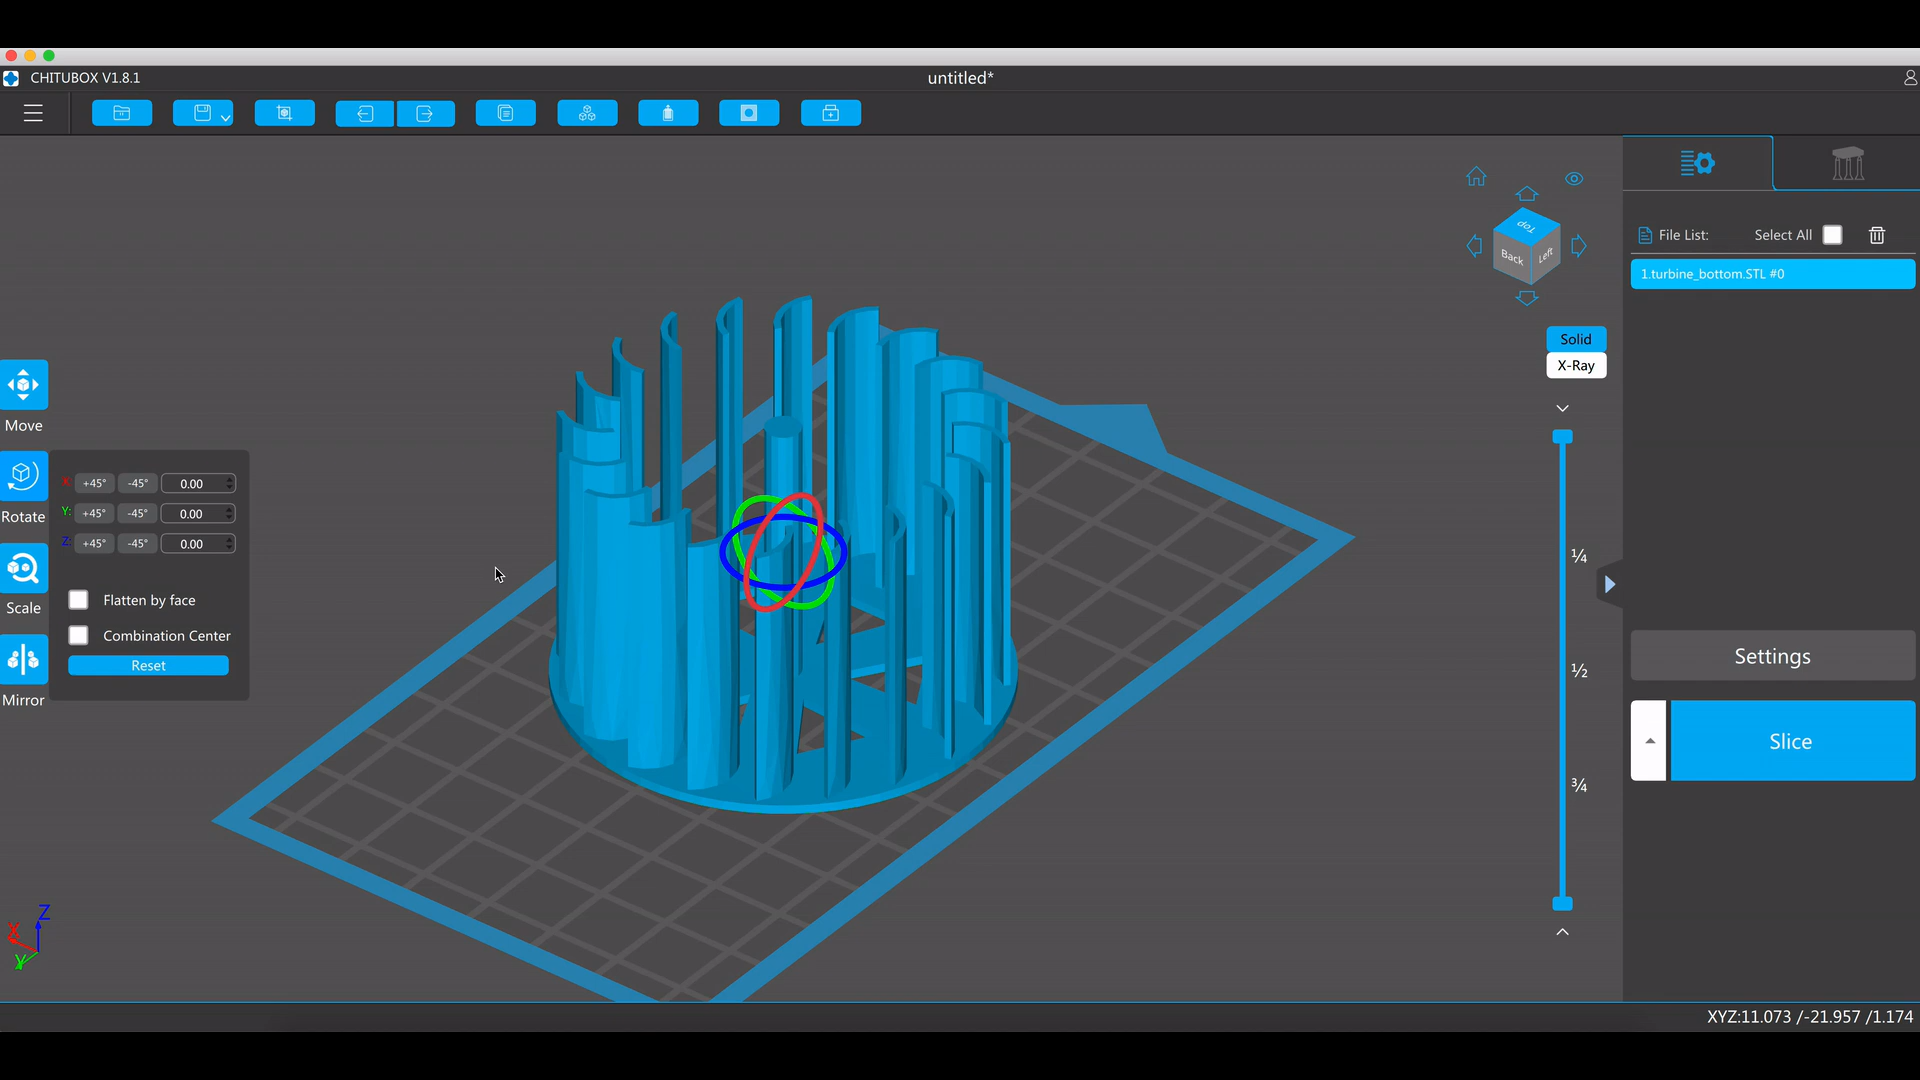 CHITUBOX V1.8.1
untitled*
File List:
Select All
1.turbine_bottom.STL #0
Top
Back
Left
Solid
X-Ray
Move
Rotate
X: +45° -45° 0.00
Y: +45° -45° 0.00
Z: +45° -45° 0.00
Flatten by face
Combination Center
Reset
Scale
Mirror
1/4
1/2
3/4
Settings
Slice
Z
X
Y
XYZ:11.073 /-21.957 /1.174